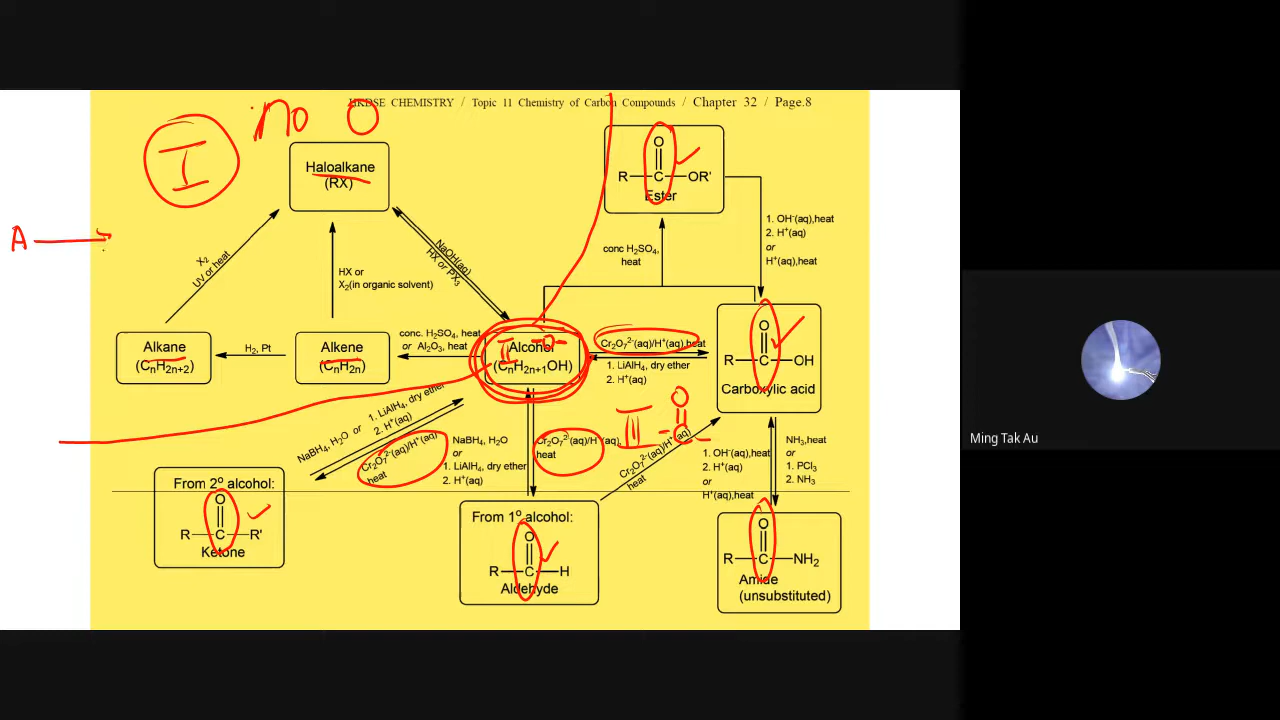 HKDSE CHEMISTRY / Topic 11 Chemistry of Carbon Compounds / Chapter 32 / Page.8
I
no O
Haloalkane
(RX)
O
R—C—OR'
Ester
A
X₂
UV or heat
HX or
X₂(in organic solvent)
NaOH(aq)
HX or PX₃
conc H₂SO₄,
heat
1. OH⁻(aq),heat
2. H⁺(aq)
or
H⁺(aq),heat
Alkane
(CₙH₂ₙ₊₂)
H₂, Pt
Alkene
(CₙH₂ₙ)
conc. H₂SO₄, heat
or Al₂O₃, heat
Alcohol
(CₙH₂ₙ₊₁OH)
II -O-
Cr₂O₇²⁻(aq)/H⁺(aq),heat
1. LiAlH₄, dry ether
2. H⁺(aq)
O
R—C—OH
Carboxylic acid
NaBH₄, H₂O or
1. LiAlH₄, dry ether
2. H⁺(aq)
Cr₂O₇²⁻(aq)/H⁺(aq)
heat
NaBH₄, H₂O
or
1. LiAlH₄, dry ether
2. H⁺(aq)
Cr₂O₇²⁻(aq)/H⁺(aq),
heat
III
O
-C-
Cr₂O₇²⁻(aq)/H⁺(aq)
heat
1. OH⁻(aq),heat
2. H⁺(aq)
or
H⁺(aq),heat
NH₃,heat
or
1. PCl₃
2. NH₃
Ming Tak Au
From 2° alcohol:
O
R—C—R'
Ketone
From 1° alcohol:
O
R—C—H
Aldehyde
O
R—C—NH₂
Amide
(unsubstituted)